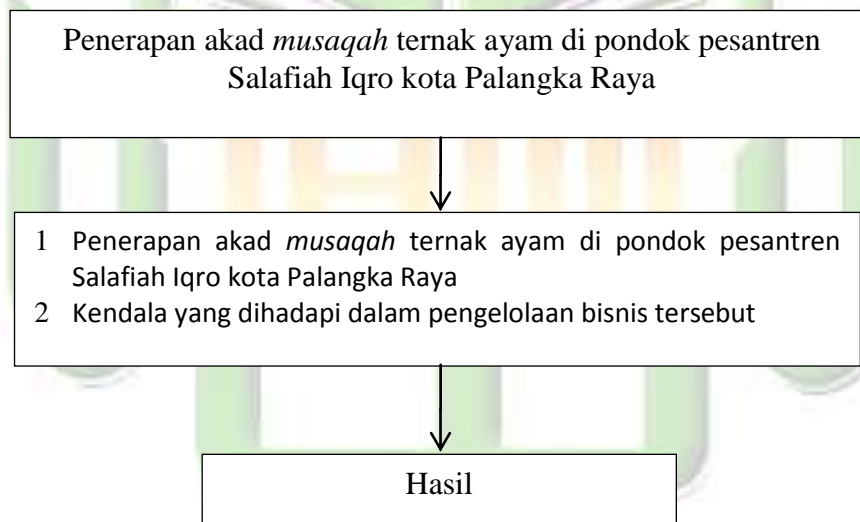 Penerapan akad musaqah ternak ayam di pondok pesantren
Salafiah Iqro kota Palangka Raya
1 Penerapan akad musaqah ternak ayam di pondok pesantren
Salafiah Iqro kota Palangka Raya
2 Kendala yang dihadapi dalam pengelolaan bisnis tersebut
Hasil